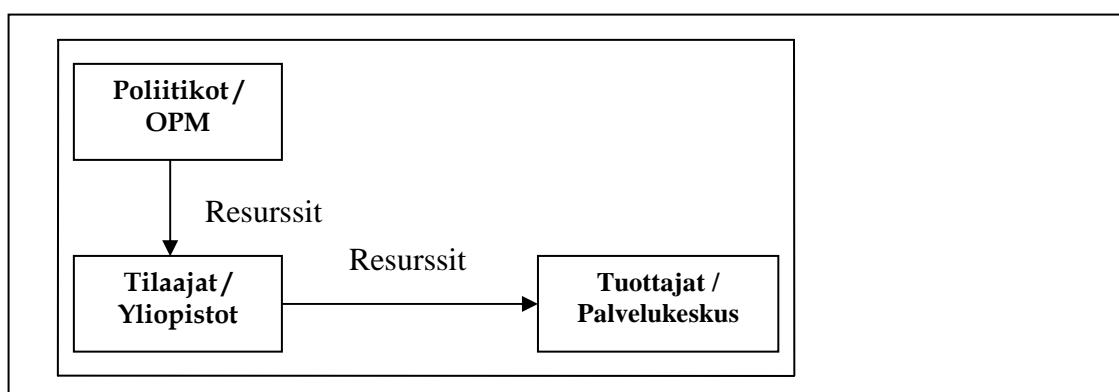 Poliitikot /
OPM
Resurssit
Resurssit
Tilaajat /
Yliopistot
Tuottajat /
Palvelukeskus